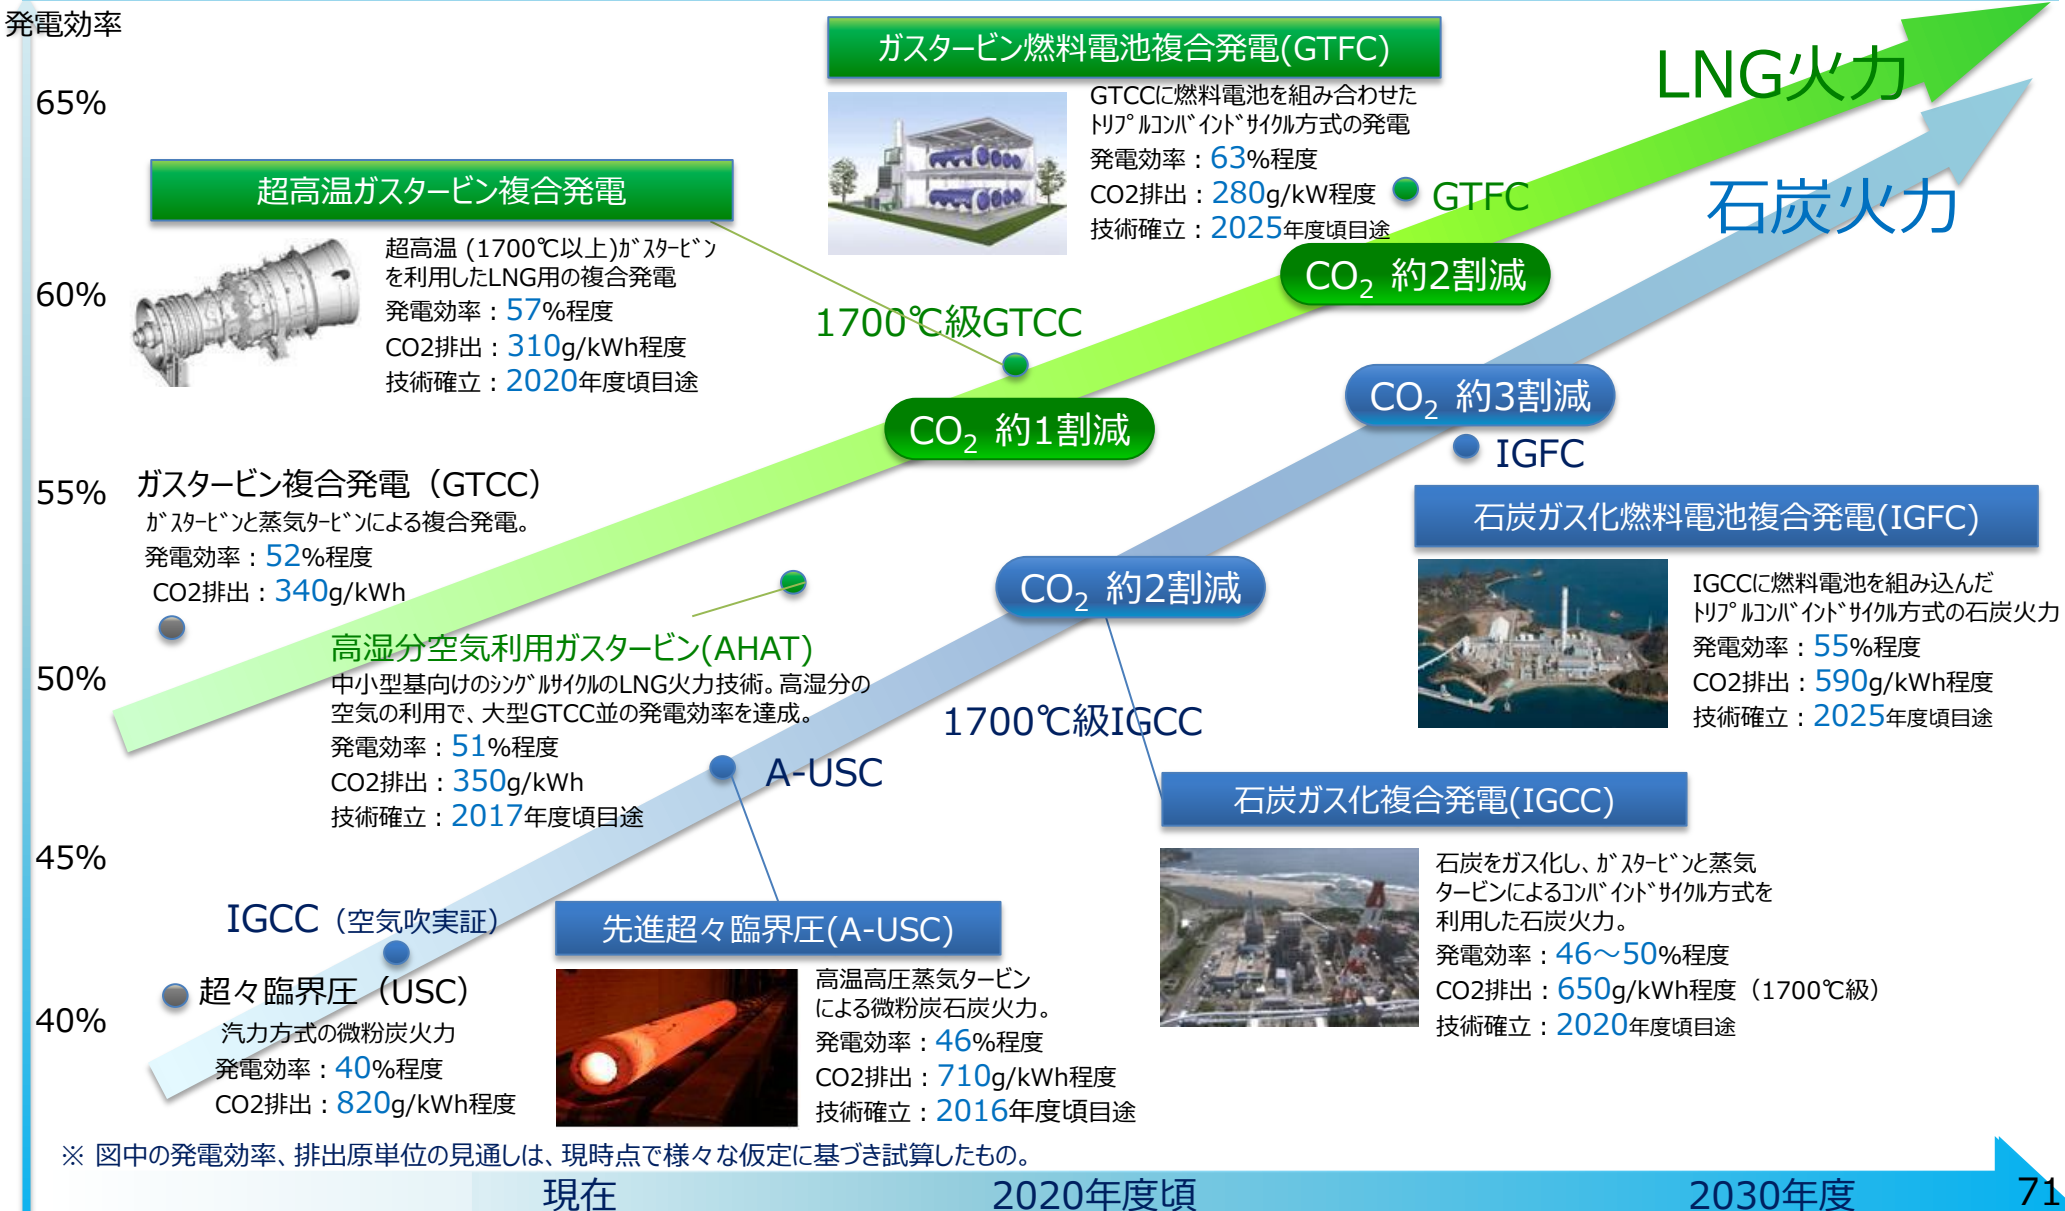 発電効率
65%
60%
55%
50%
45%
40%
ガスタービン燃料電池複合発電(GTFC)
GTCCに燃料電池を組み合わせた
ﾄﾘﾌﾟﾙｺﾝﾊﾞｲﾝﾄﾞｻｲｸﾙ方式の発電
発電効率：63%程度
CO2排出：280g/kW程度
技術確立：2025年度頃目途
GTFC
LNG火力
石炭火力
超高温ガスタービン複合発電
超高温 (1700℃以上)ｶﾞｽﾀｰﾋﾞﾝ
を利用したLNG用の複合発電
発電効率：57%程度
CO2排出：310g/kWh程度
技術確立：2020年度頃目途
1700℃級GTCC
CO2 約2割減
CO2 約1割減
CO2 約3割減
IGFC
ガスタービン複合発電（GTCC）
ｶﾞｽﾀｰﾋﾞﾝと蒸気ﾀｰﾋﾞﾝによる複合発電。
発電効率：52%程度
CO2排出：340g/kWh
石炭ガス化燃料電池複合発電(IGFC)
IGCCに燃料電池を組み込んだ
ﾄﾘﾌﾟﾙｺﾝﾊﾞｲﾝﾄﾞｻｲｸﾙ方式の石炭火力
発電効率：55%程度
CO2排出：590g/kWh程度
技術確立：2025年度頃目途
CO2 約2割減
高湿分空気利用ガスタービン(AHAT)
中小型基向けのｼﾝｸﾞﾙｻｲｸﾙのLNG火力技術。高湿分の
空気の利用で、大型GTCC並の発電効率を達成。
発電効率：51%程度
CO2排出：350g/kWh
技術確立：2017年度頃目途
1700℃級IGCC
A-USC
石炭ガス化複合発電(IGCC)
石炭をガス化し、ｶﾞｽﾀｰﾋﾞﾝと蒸気
タービンによるｺﾝﾊﾞｲﾝﾄﾞｻｲｸﾙ方式を
利用した石炭火力。
発電効率：46～50%程度
CO2排出：650g/kWh程度（1700℃級）
技術確立：2020年度頃目途
IGCC（空気吹実証）
超々臨界圧（USC）
汽力方式の微粉炭火力
発電効率：40%程度
CO2排出：820g/kWh程度
先進超々臨界圧(A-USC)
高温高圧蒸気タービン
による微粉炭石炭火力。
発電効率：46%程度
CO2排出：710g/kWh程度
技術確立：2016年度頃目途
※ 図中の発電効率、排出原単位の見通しは、現時点で様々な仮定に基づき試算したもの。
現在
2020年度頃
2030年度
71